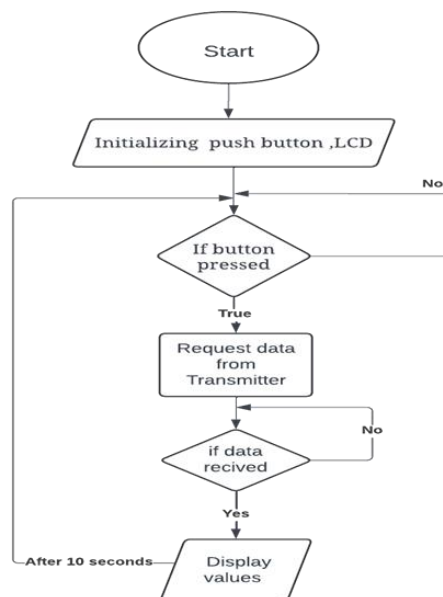 Start
Initializing push button ,LCD
No
If button
pressed
True
Request data
from
Transmitter
No
if data
recived
Yes
After 10 seconds
Display
values